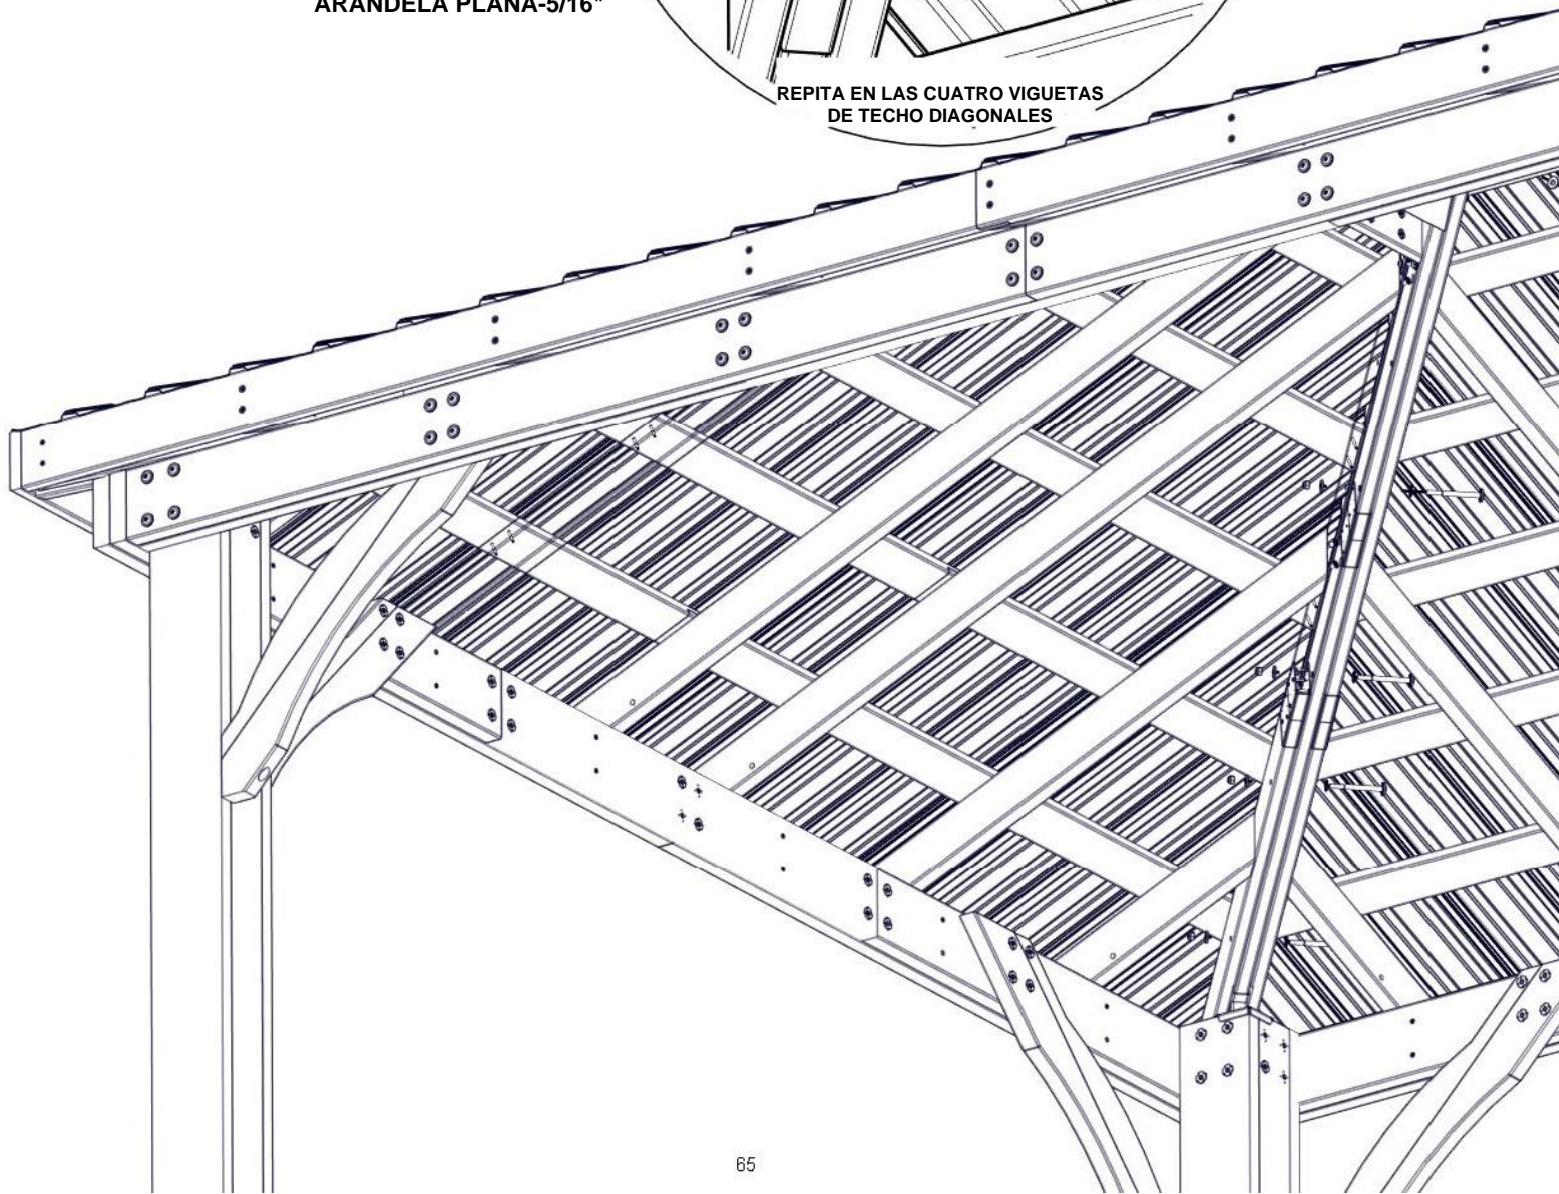 ARANDELA PLANA-5/16"
REPITA EN LAS CUATRO VIGUETAS
DE TECHO DIAGONALES
65